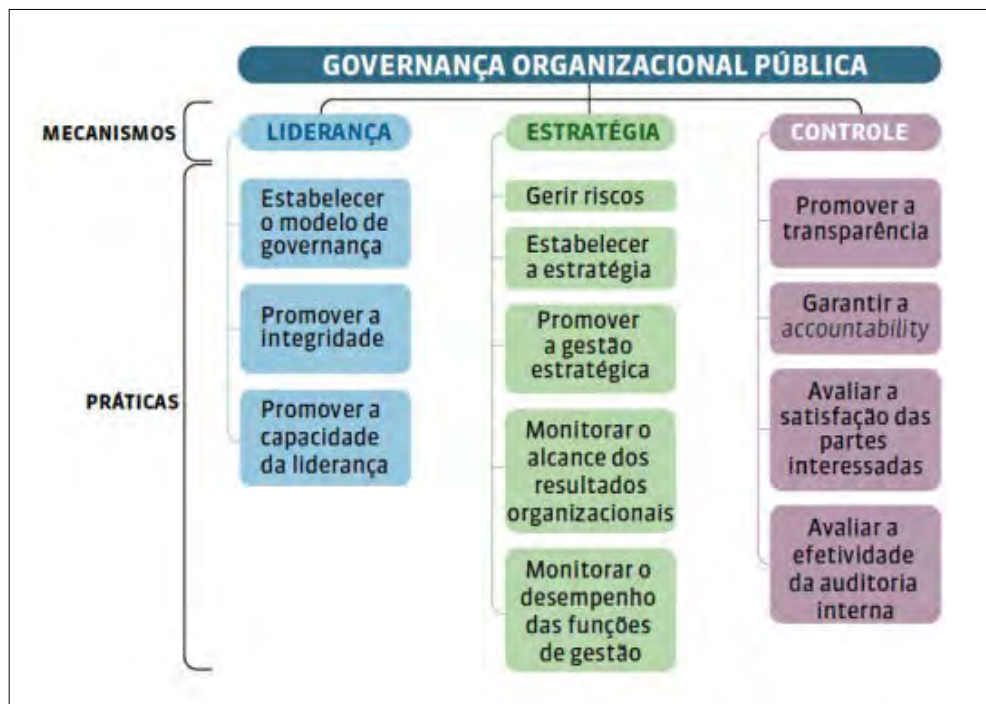 GOVERNANÇA ORGANIZACIONAL PÚBLICA
MECANISMOS
LIDERANÇA
ESTRATÉGIA
CONTROLE
PRÁTICAS
Estabelecer
o modelo de
governança
Promover a
integridade
Promover a
capacidade
da liderança
Gerir riscos
Estabelecer
a estratégia
Promover
a gestão
estratégica
Monitorar o
alcance dos
resultados
organizacionais
Monitorar o
desempenho
das funções
de gestão
Promover a
transparência
Garantir a
accountability
Avaliar a
satisfação das
partes
interessadas
Avaliar a
efetividade
da auditoria
interna